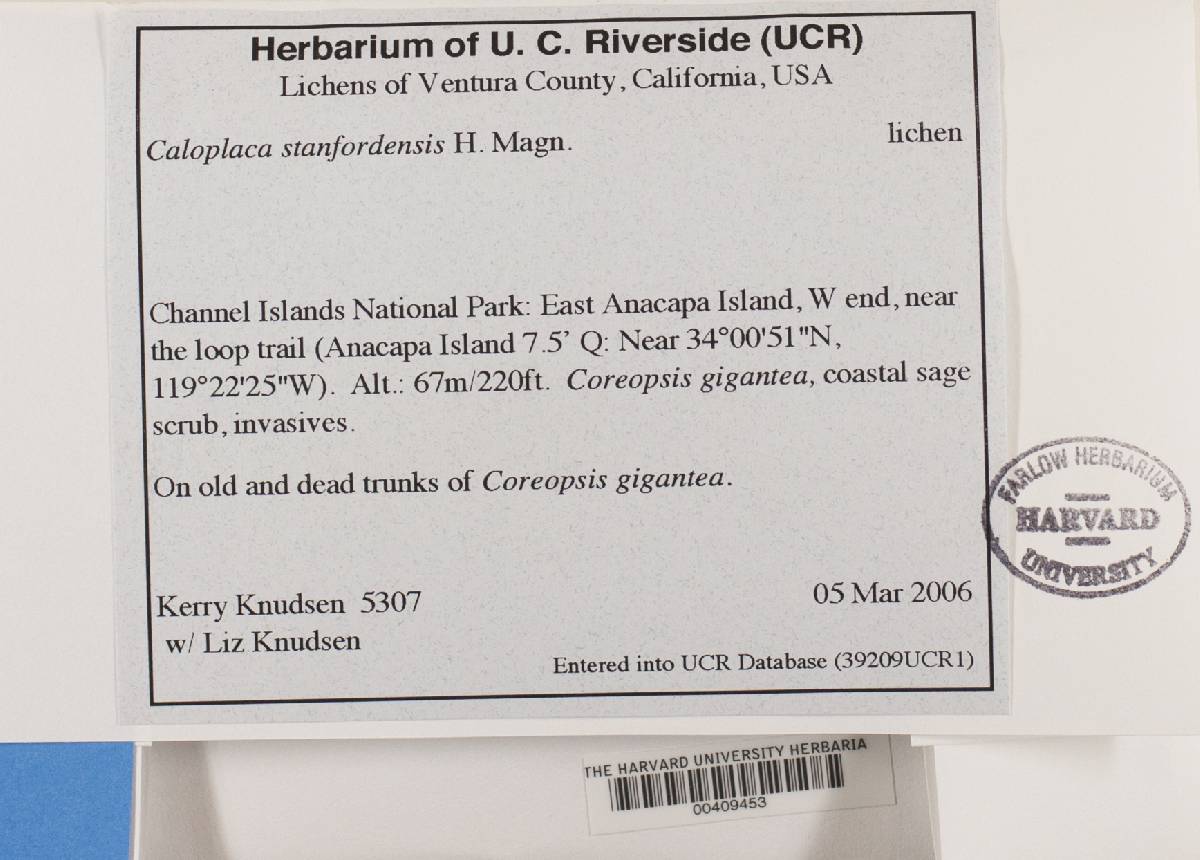 Herbarium of U. C. Riverside (UCR)
Lichens of Ventura County, California, USA
Caloplaca stanfordensis H. Magn. lichen
Channel Islands National Park: East Anacapa Island, W end, near
the loop trail (Anacapa Island 7.5' Q: Near 34°00'51"N,
119°22'25"W). Alt.: 67m/220ft. Coreopsis gigantea, coastal sage
scrub, invasives.
On old and dead trunks of Coreopsis gigantea.
Kerry Knudsen 5307 05 Mar 2006
w/ Liz Knudsen
Entered into UCR Database (39209UCR1)
FARLOW HERBARIUM
HARVARD
UNIVERSITY
THE HARVARD UNIVERSITY HERBARIA
00409453